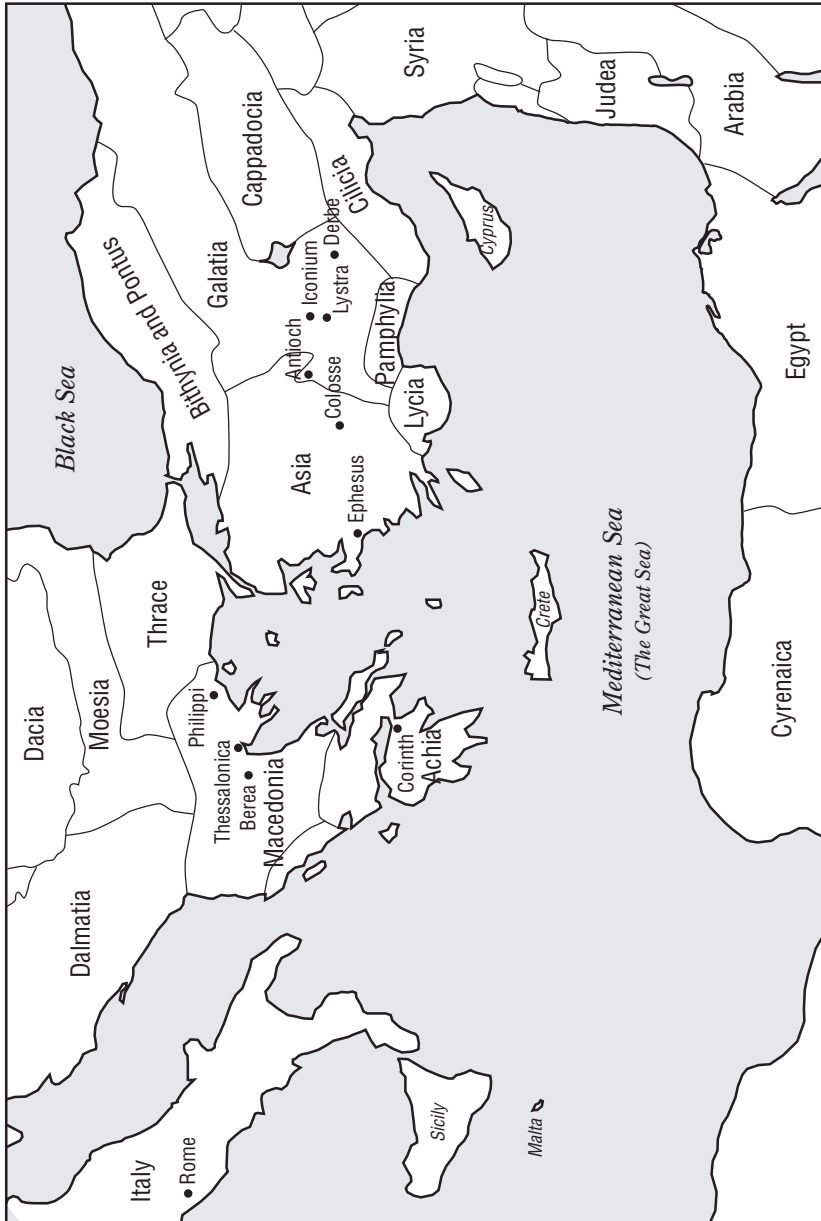 Black Sea
Dacia
Moesia
Thrace
Dalmatia
Bithynia and Pontus
Galatia
Cappadocia
Cilicia
Syria
Judea
Arabia
Italy
Rome
Macedonia
Philippi
Thessalonica
Berea
Asia
Ephesus
Colosse
Antioch
Iconium
Lystra
Derbe
Pamphylia
Lycia
Corinth
Achia
Cyprus
Crete
Sicily
Malta
Mediterranean Sea
(The Great Sea)
Cyrenaica
Egypt